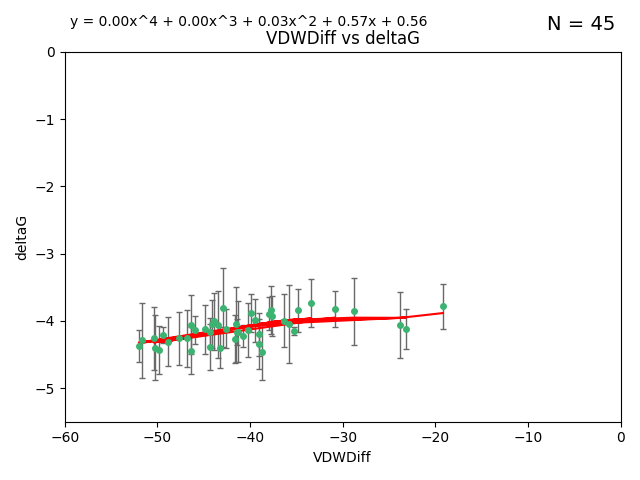 y = 0.00x^4 + 0.00x^3 + 0.03x^2 + 0.57x + 0.56
N = 45
VDWDiff vs deltaG
0
−1
−2
−3
−4
−5
deltaG
−60 −50 −40 −30 −20 −10 0
VDWDiff